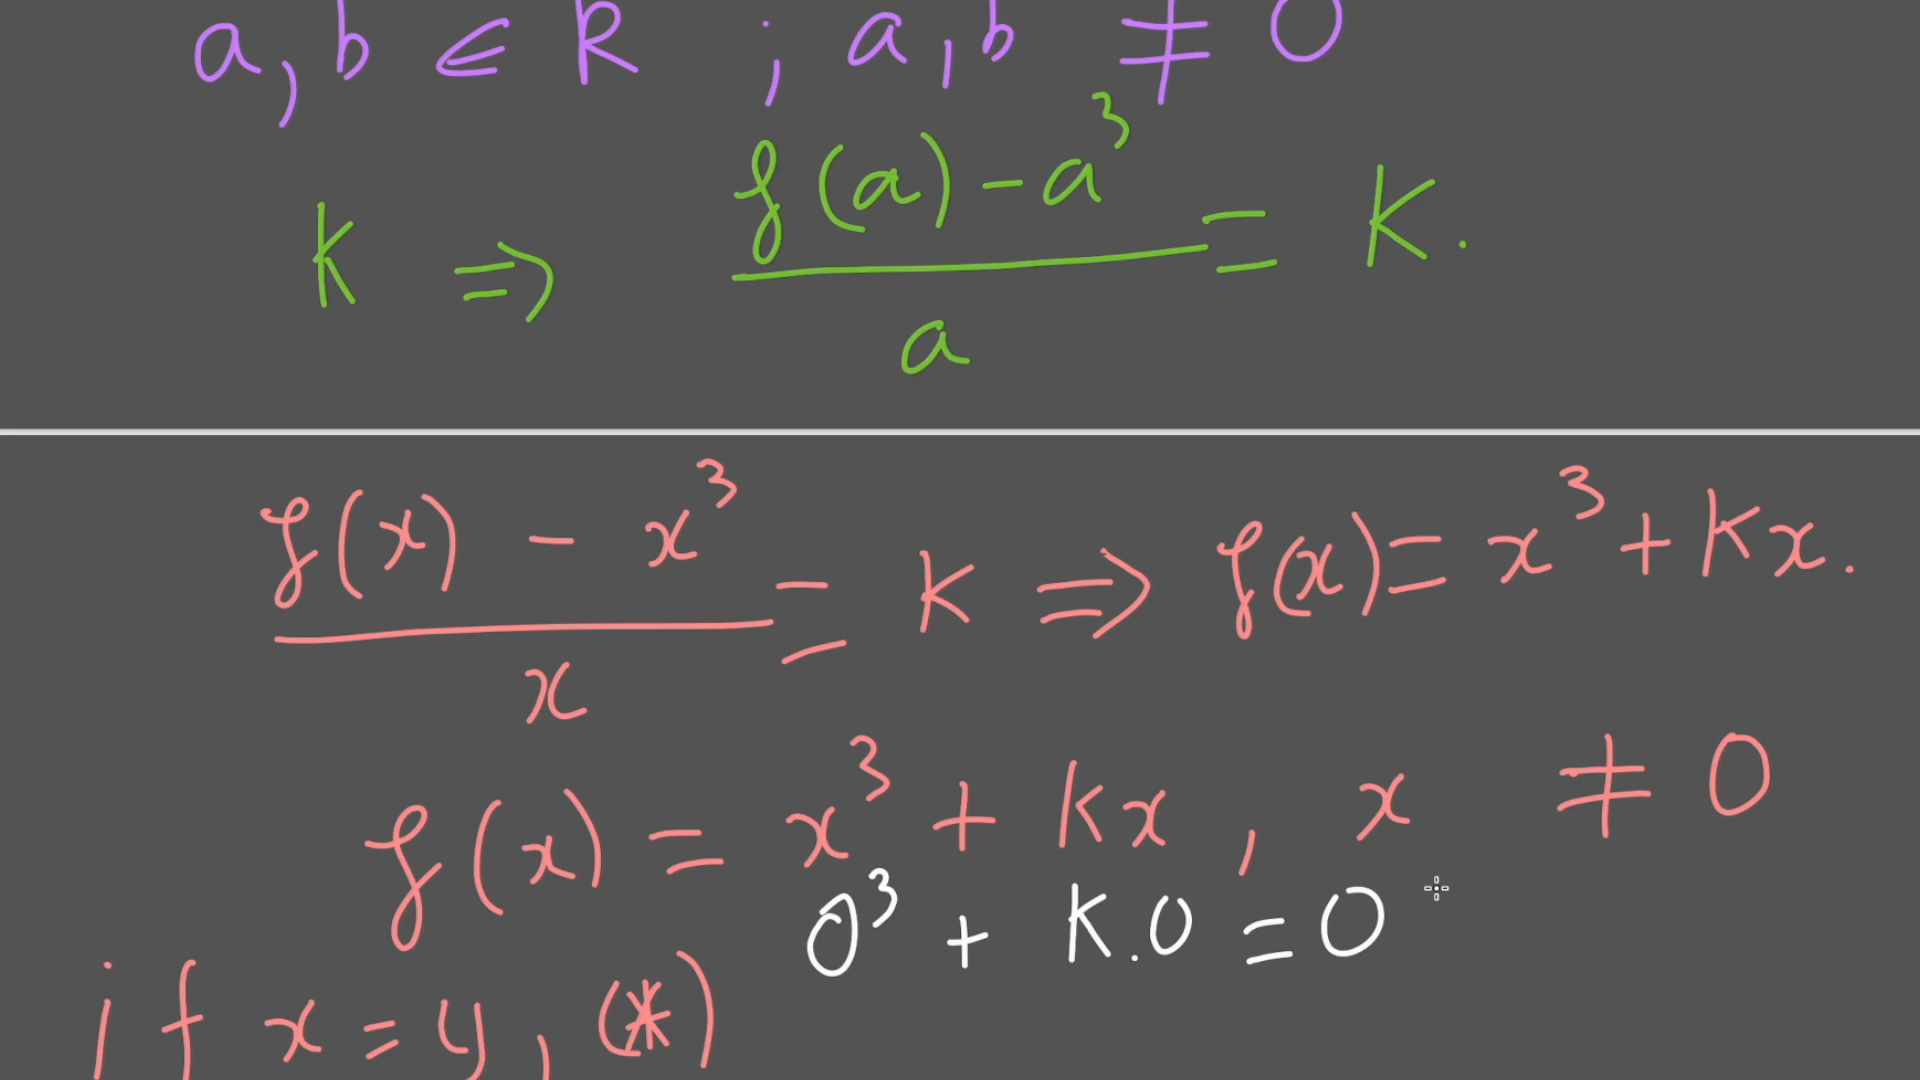 a, b ∈ R ; a, b ≠ 0
K ⇒ (f(a) - a³)/a = K.
(f(x) - x³)/x = K ⇒ f(x) = x³ + Kx.
f(x) = x³ + Kx , x ≠ 0
0³ + K.0 = 0
if x = y , (*)